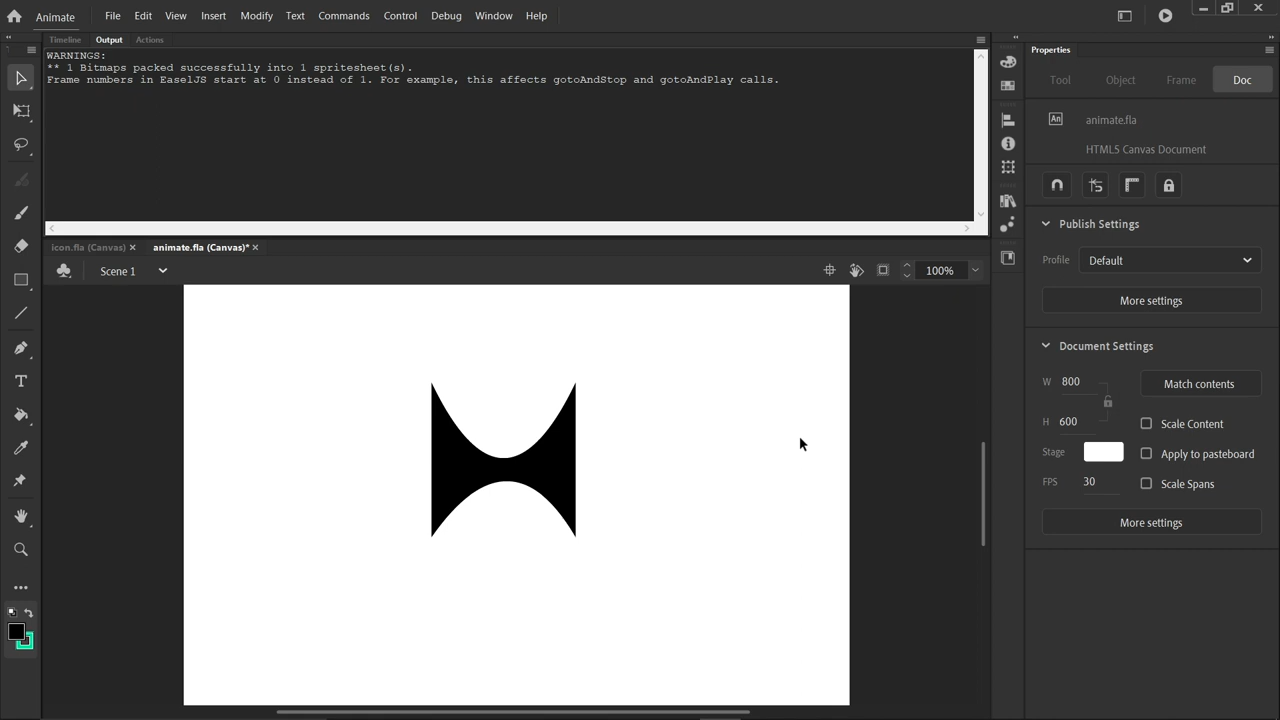 Animate File Edit View Insert Modify Text Commands Control Debug Window Help
Timeline Output Actions
WARNINGS:
** 1 Bitmaps packed successfully into 1 spritesheet(s).
Frame numbers in EaselJS start at 0 instead of 1. For example, this affects gotoAndStop and gotoAndPlay calls.
icon.fla (Canvas) animate.fla (Canvas)*
Scene 1 100%
Properties
Tool Object Frame Doc
An animate.fla
HTML5 Canvas Document
Publish Settings
Profile Default
More settings
Document Settings
W 800 Match contents
H 600 Scale Content
Stage Apply to pasteboard
FPS 30 Scale Spans
More settings